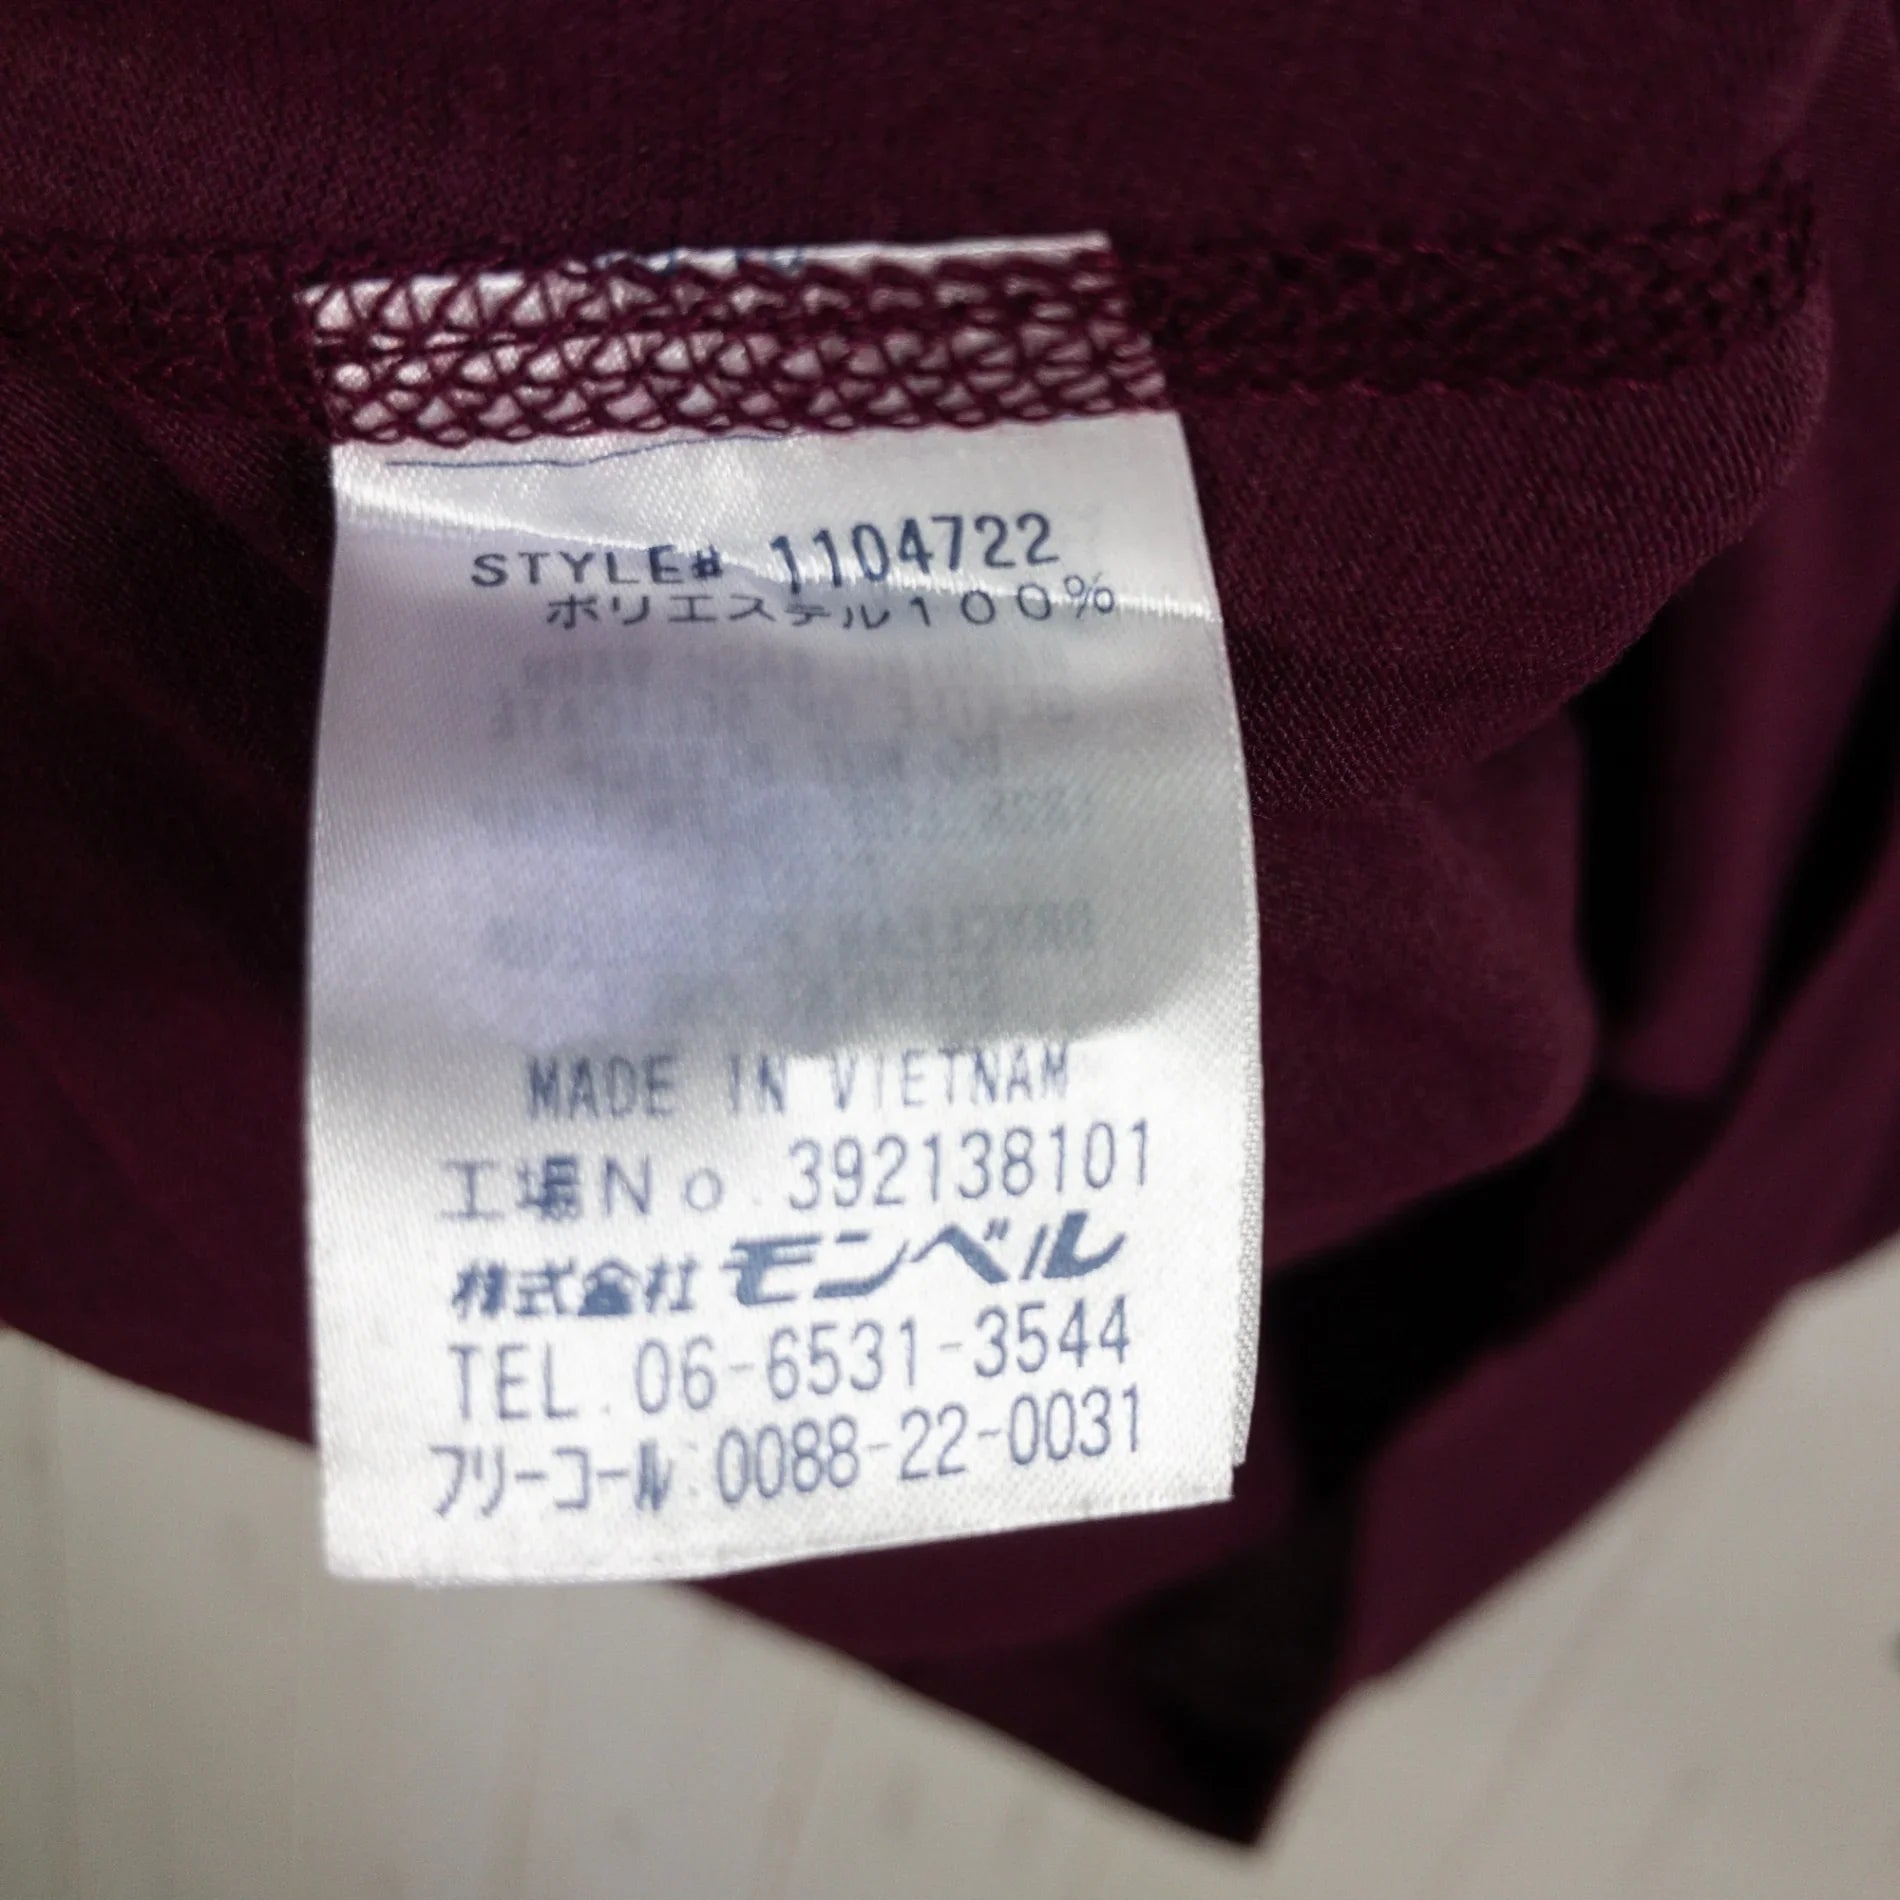 STYLE# 1104722
ポリエステル100%
MADE IN VIETNAM
工場No. 392138101
株式会社モンベル
TEL. 06-6531-3544
フリーコール:0088-22-0031